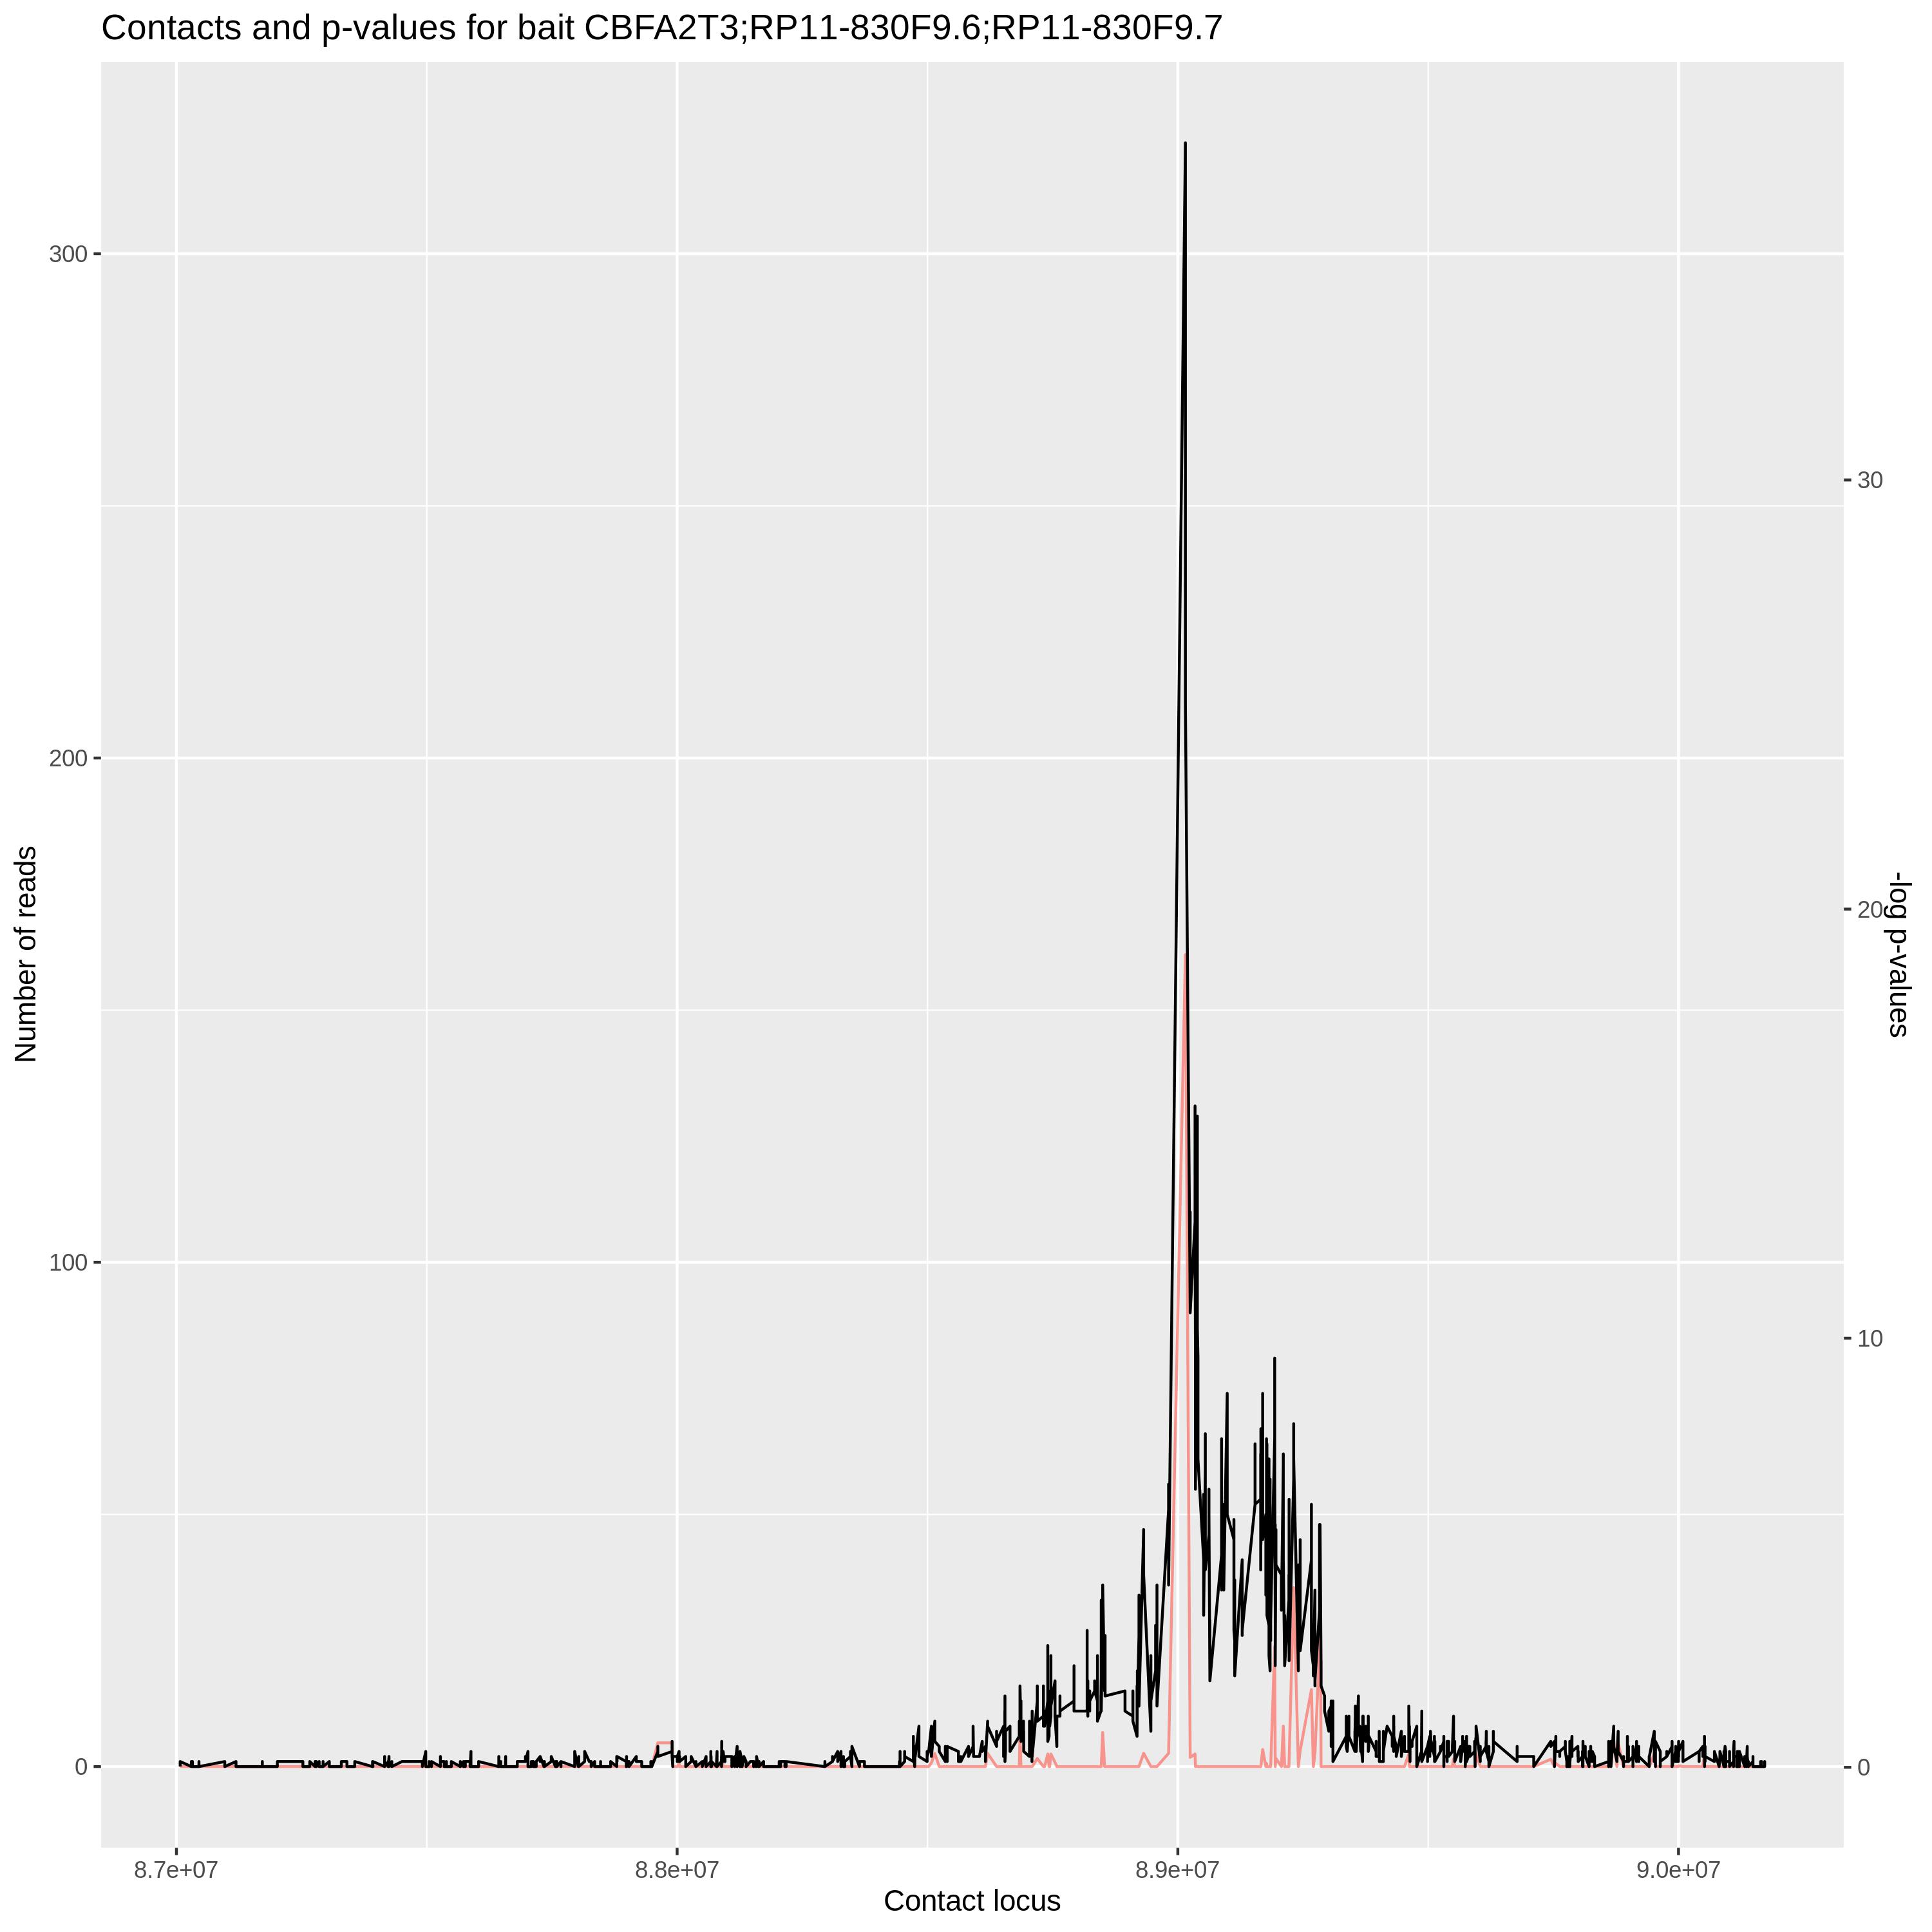 Contacts and p-values for bait CBFA2T3;RP11-830F9.6;RP11-830F9.7
Number of reads
300
200
100
0
30
20
10
0
-log p-values
8.7e+07
8.8e+07
8.9e+07
9.0e+07
Contact locus